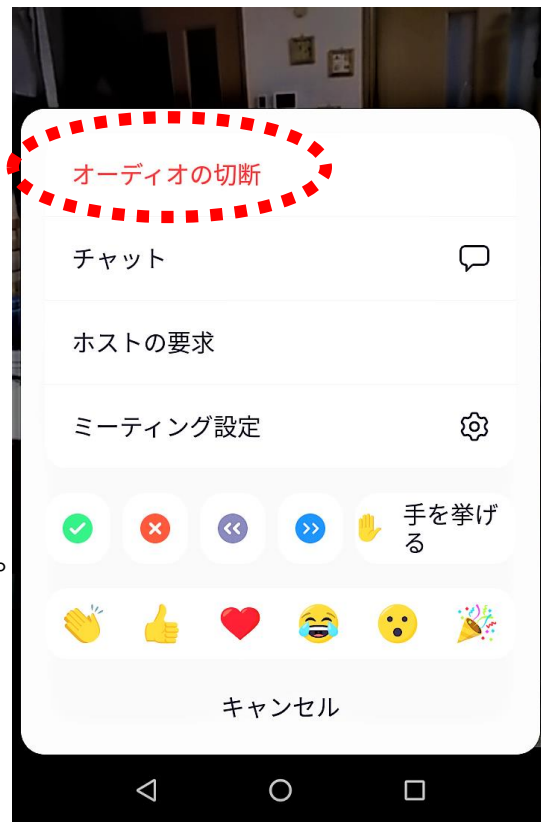 オーディオの切断
チャット
ホストの要求
ミーティング設定
手を挙げ
る
。
キャンセル